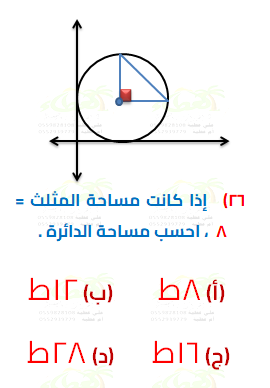 ٢٦) إذا كانت مساحة المثلث =
٨ ، احسب مساحة الدائرة .
(أ) ٨ط (ب) ١٢ط
(ج) ١٦ط (د) ٢٨ط